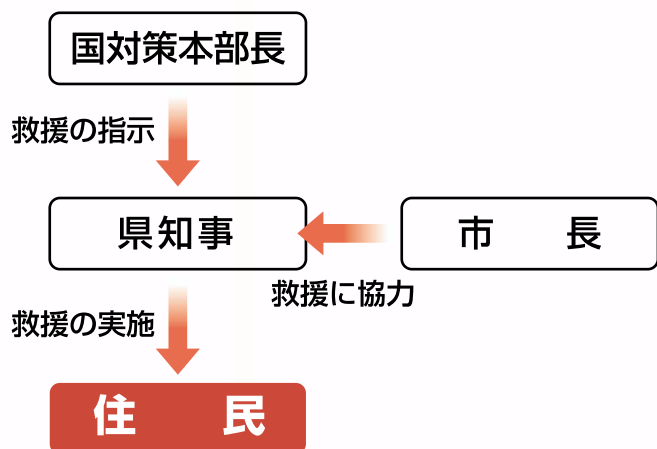 国対策本部長
救援の指示
県知事
市　　長
救援に協力
救援の実施
住　　民